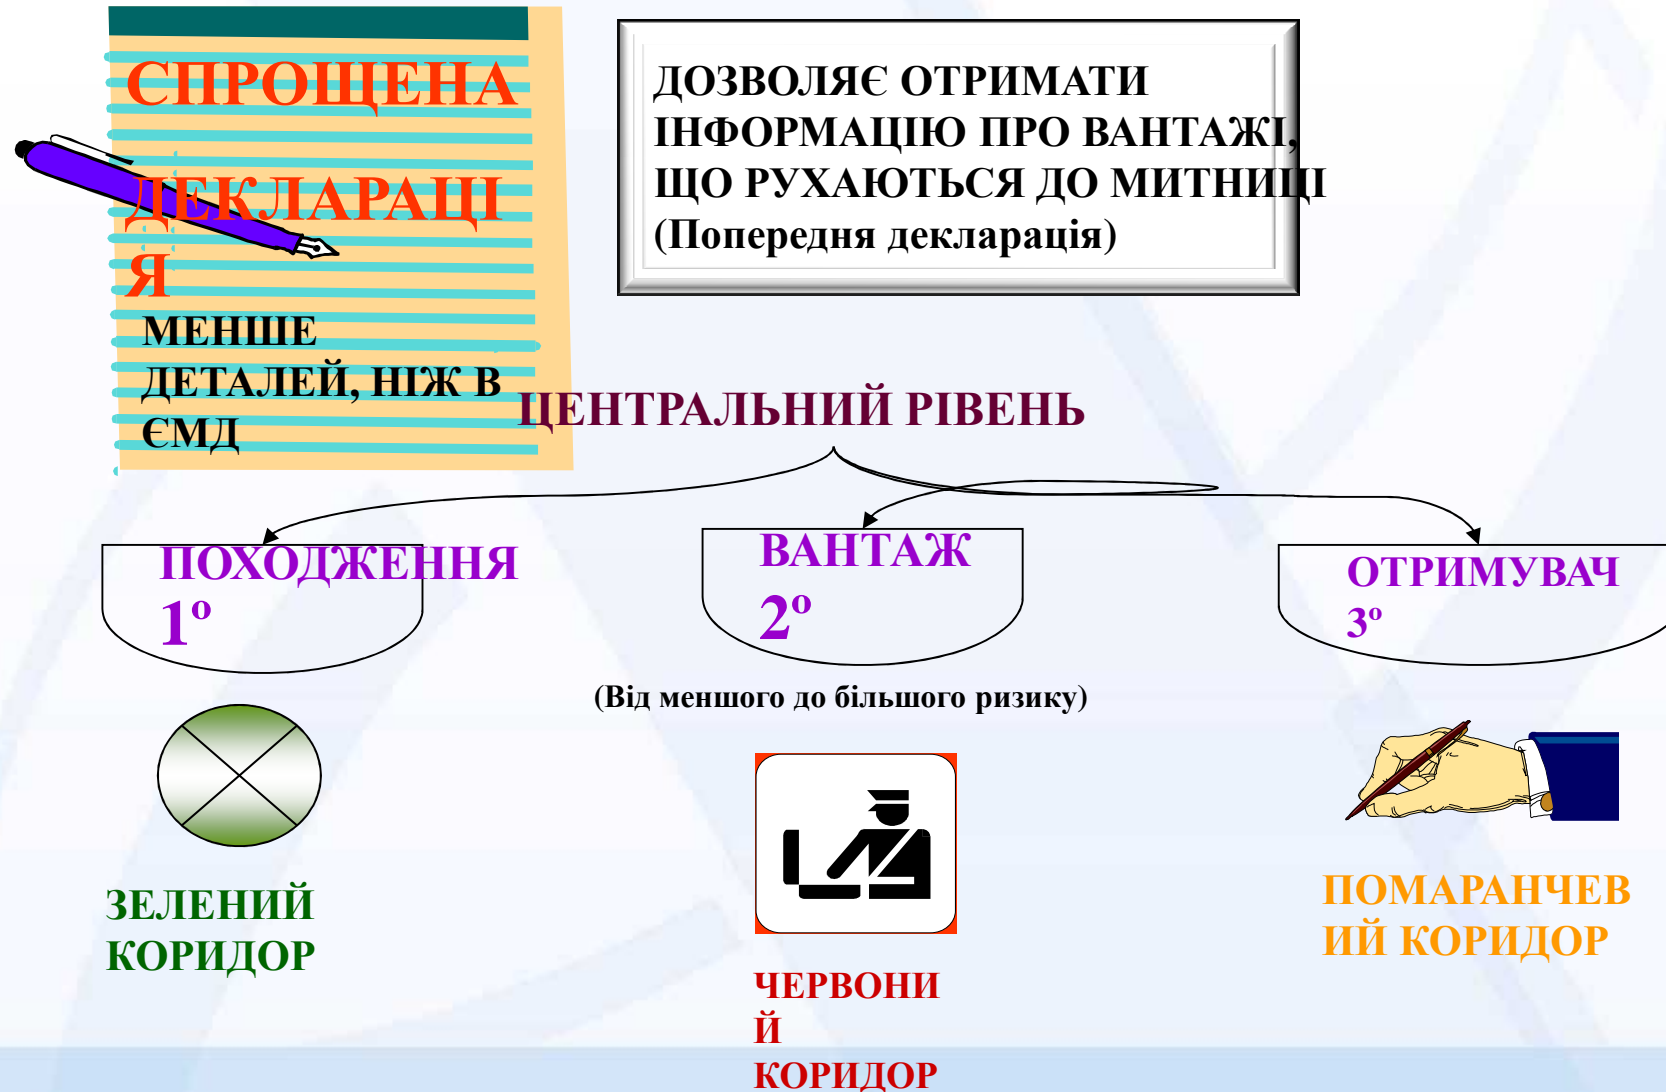 СПРОЩЕНА
ДЕКЛАРАЦІ
Я
МЕНШЕ
ДЕТАЛЕЙ, НІЖ В
ЄМД
ДОЗВОЛЯЄ ОТРИМАТИ
ІНФОРМАЦІЮ ПРО ВАНТАЖІ,
ЩО РУХАЮТЬСЯ ДО МИТНИЦІ
(Попередня декларація)
ЦЕНТРАЛЬНИЙ РІВЕНЬ
ПОХОДЖЕННЯ
1º
ВАНТАЖ
2º
ОТРИМУВАЧ
3º
(Від меншого до більшого ризику)
ЗЕЛЕНИЙ
КОРИДОР
ЧЕРВОНИ
Й
КОРИДОР
ПОМАРАНЧЕВ
ИЙ КОРИДОР